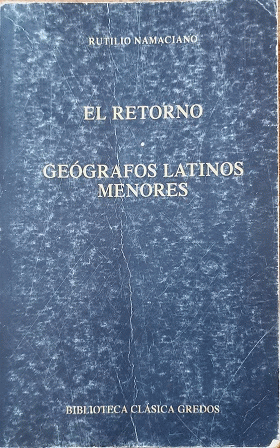 RUTILIO NAMACIANO
EL RETORNO
·
GEÓGRAFOS LATINOS
MENORES
BIBLIOTECA CLÁSICA GREDOS